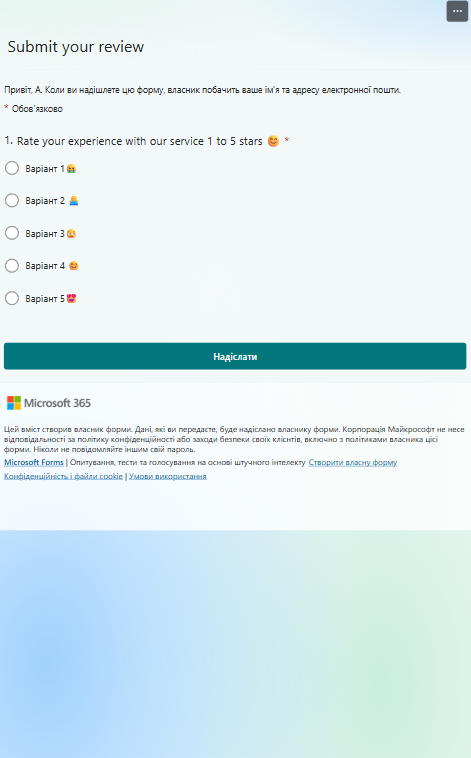 Submit your review
Привіт, А. Коли ви надішлете цю форму, власник побачить ваше ім'я та адресу електронної пошти.
* Обов'язково
1. Rate your experience with our service 1 to 5 stars 😊 *
Варіант 1🤮
Варіант 2 🙇
Варіант 3😪
Варіант 4 😊
Варіант 5😍
Надіслати
Microsoft 365
Цей вміст створив власник форми. Дані, які ви передаєте, буде надіслано власнику форми. Корпорація Майкрософт не несе
відповідальності за політику конфіденційності або заходи безпеки своїх клієнтів, включно з політиками власника цієї
форми. Ніколи не повідомляйте іншим свій пароль.
Microsoft Forms | Опитування, тести та голосування на основі штучного інтелекту Створити власну форму
Конфіденційність і файли cookie | Умови використання